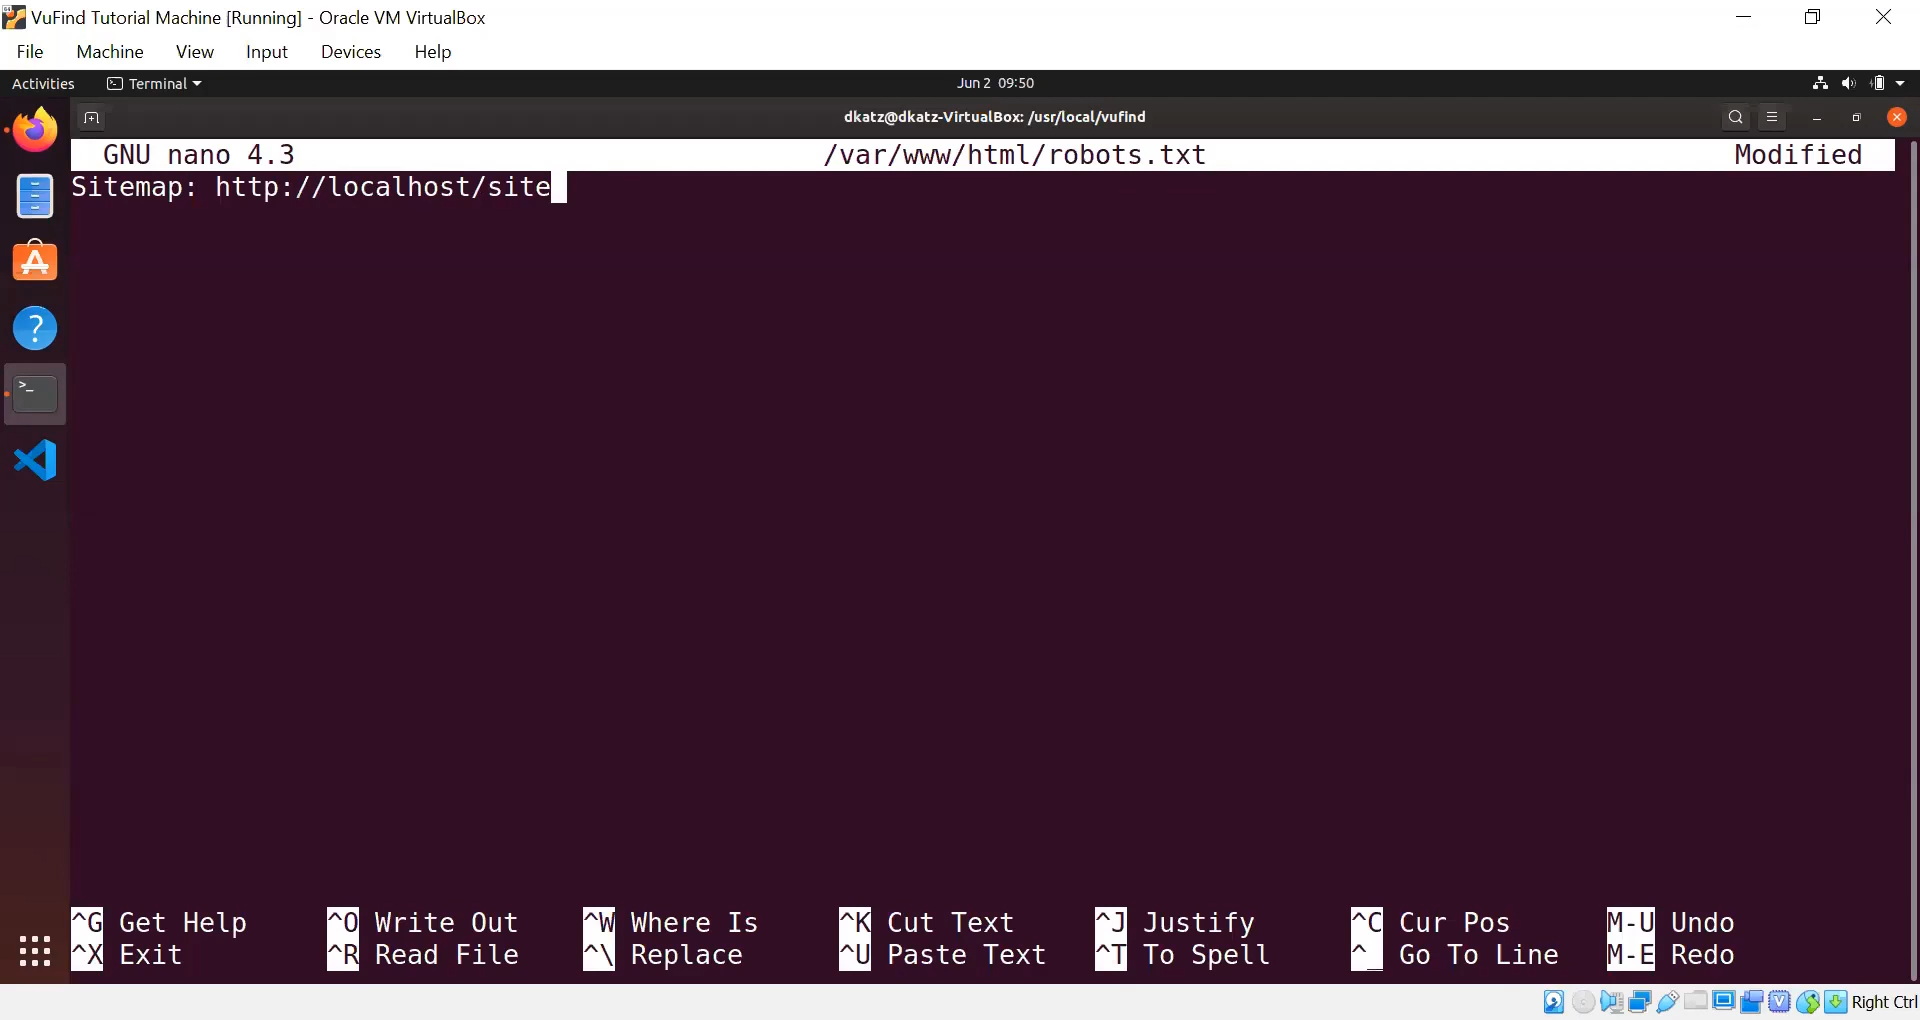 VuFind Tutorial Machine [Running] - Oracle VM VirtualBox
File Machine View Input Devices Help
Activities Terminal Jun 2 09:50
dkatz@dkatz-VirtualBox: /usr/local/vufind
GNU nano 4.3 /var/www/html/robots.txt Modified
Sitemap: http://localhost/site
^G Get Help ^O Write Out ^W Where Is ^K Cut Text ^J Justify ^C Cur Pos M-U Undo
^X Exit ^R Read File ^\ Replace ^U Paste Text ^T To Spell ^_ Go To Line M-E Redo
Right Ctrl